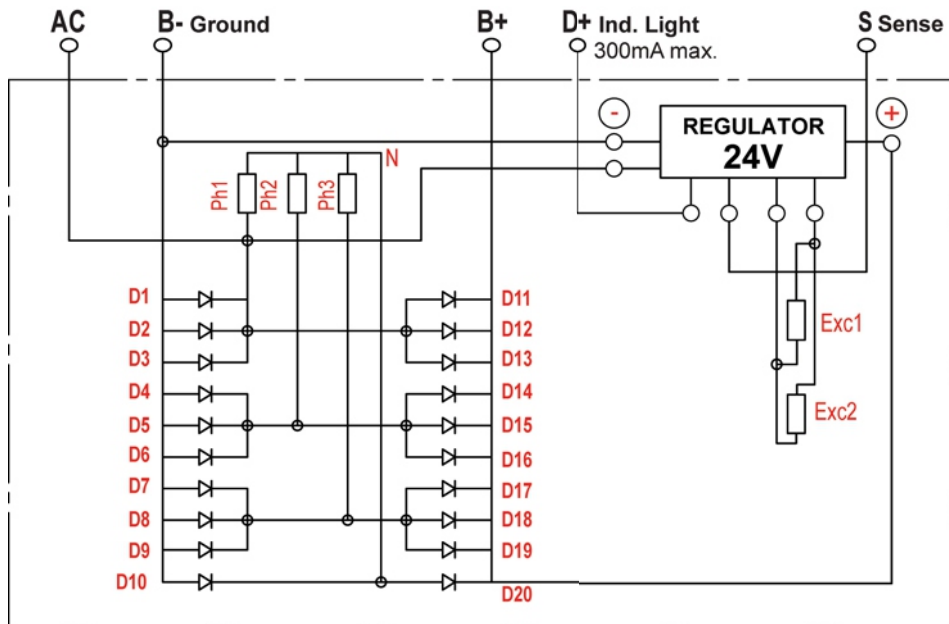 AC
B- Ground
B+
D+ Ind. Light
300mA max.
S Sense
-
REGULATOR
24V
+
N
Ph1
Ph2
Ph3
D1
D11
D2
D12
D3
D13
D4
D14
D5
D15
D6
D16
D7
D17
D8
D18
D9
D19
D10
D20
Exc1
Exc2